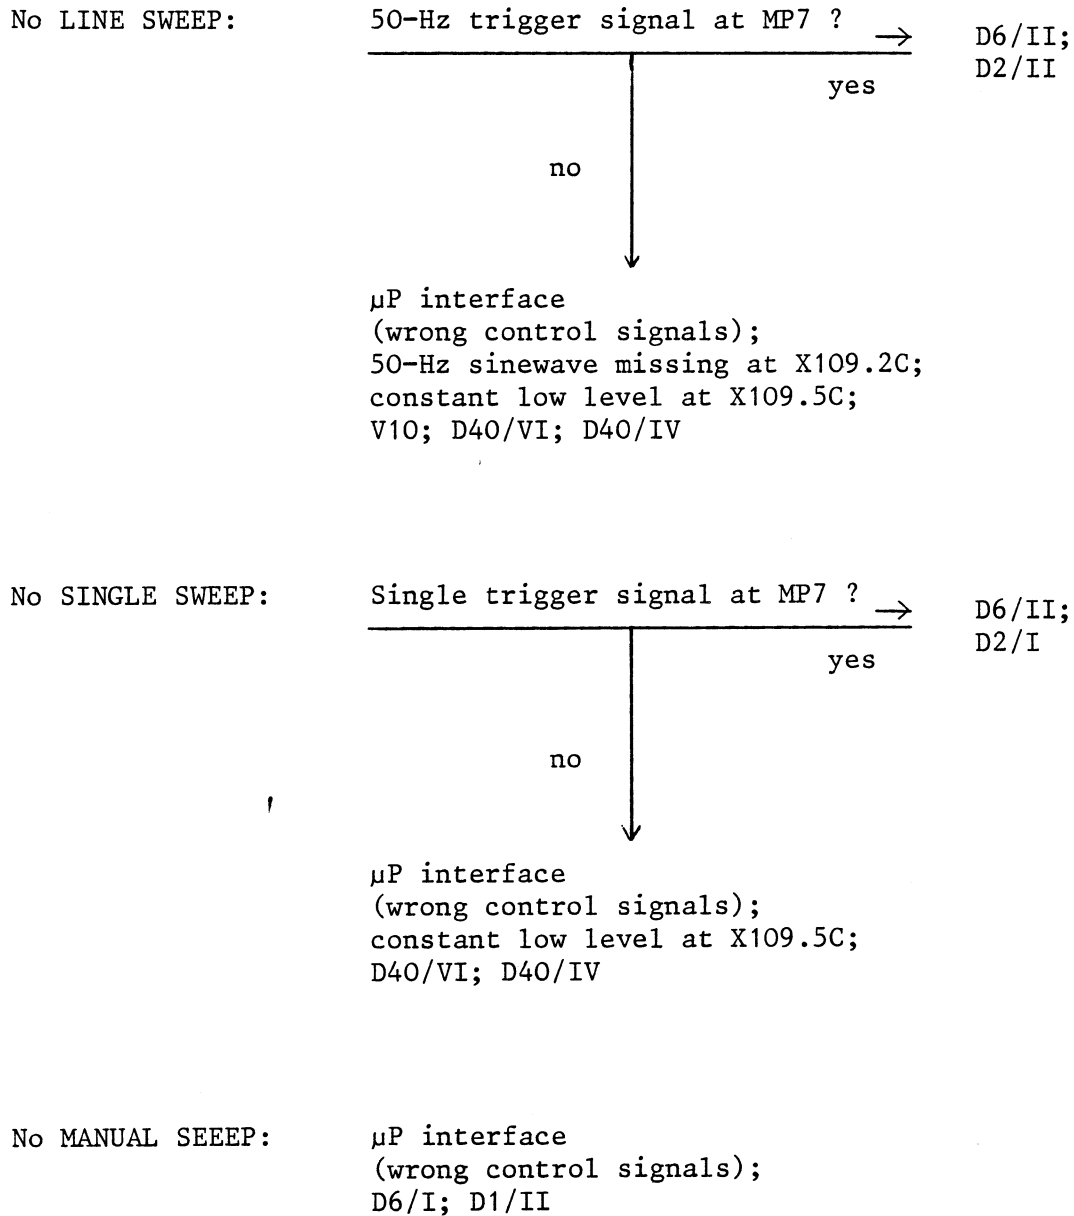 No LINE SWEEP:
50-Hz trigger signal at MP7 ?
D6/II;
D2/II
yes
no
µP interface
(wrong control signals);
50-Hz sinewave missing at X109.2C;
constant low level at X109.5C;
V10; D40/VI; D40/IV
No SINGLE SWEEP:
Single trigger signal at MP7 ?
D6/II;
D2/I
yes
no
µP interface
(wrong control signals);
constant low level at X109.5C;
D40/VI; D40/IV
No MANUAL SEEEP:
µP interface
(wrong control signals);
D6/I; D1/II